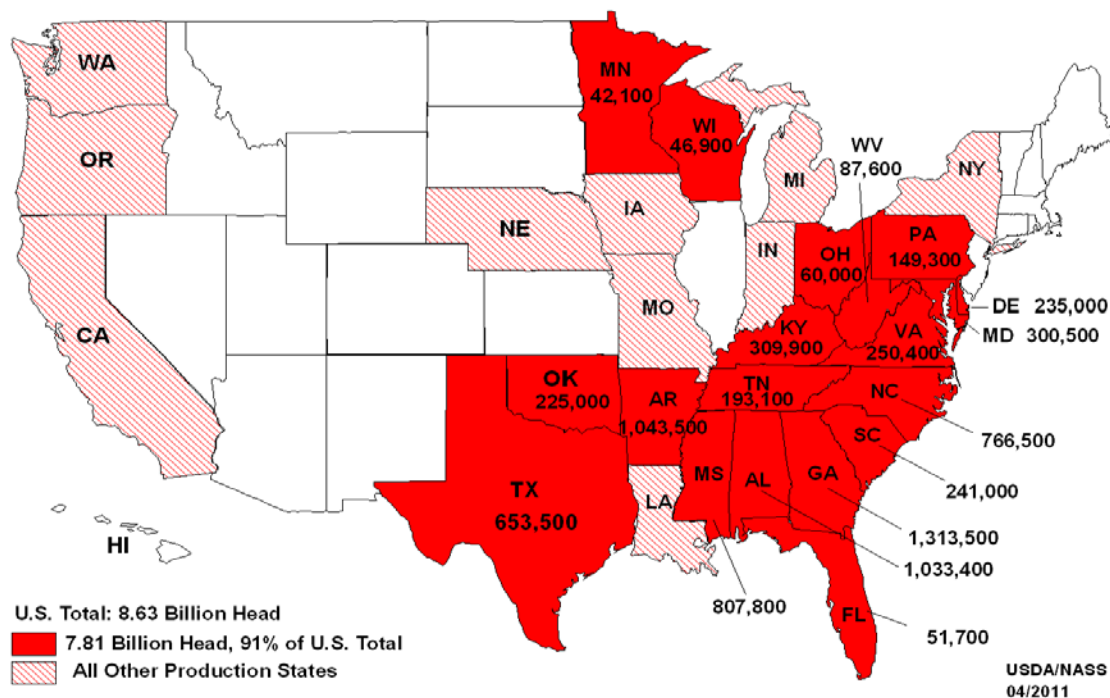 WA
MN
42,100
WI
46,900
WV
87,600
OR
MI
NY
IA
NE
IN
OH
60,000
PA
149,300
MO
DE 235,000
MD 300,500
CA
KY
309,900
VA
250,400
OK
225,000
AR
1,043,500
TN
193,100
NC
766,500
SC
241,000
MS
AL
GA
TX
653,500
LA
HI
1,313,500
1,033,400
807,800
FL
51,700
U.S. Total: 8.63 Billion Head
7.81 Billion Head, 91% of U.S. Total
All Other Production States
USDA/NASS
04/2011